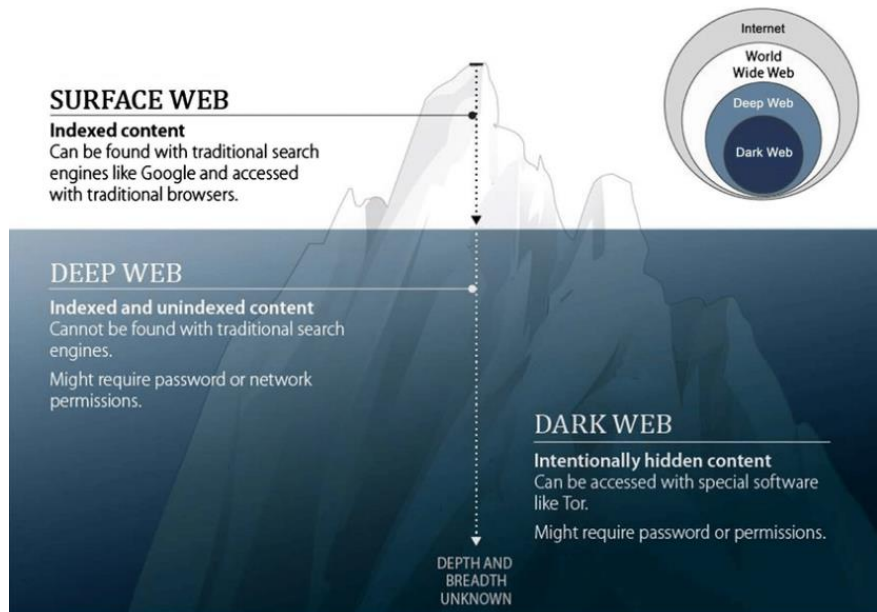 SURFACE WEB
Indexed content
Can be found with traditional search
engines like Google and accessed
with traditional browsers.
Internet
World
Wide Web
Deep Web
Dark Web
DEEP WEB
Indexed and unindexed content
Cannot be found with traditional search
engines.
Might require password or network
permissions.
DARK WEB
Intentionally hidden content
Can be accessed with special software
like Tor.
Might require password or permissions.
DEPTH AND
BREADTH
UNKNOWN